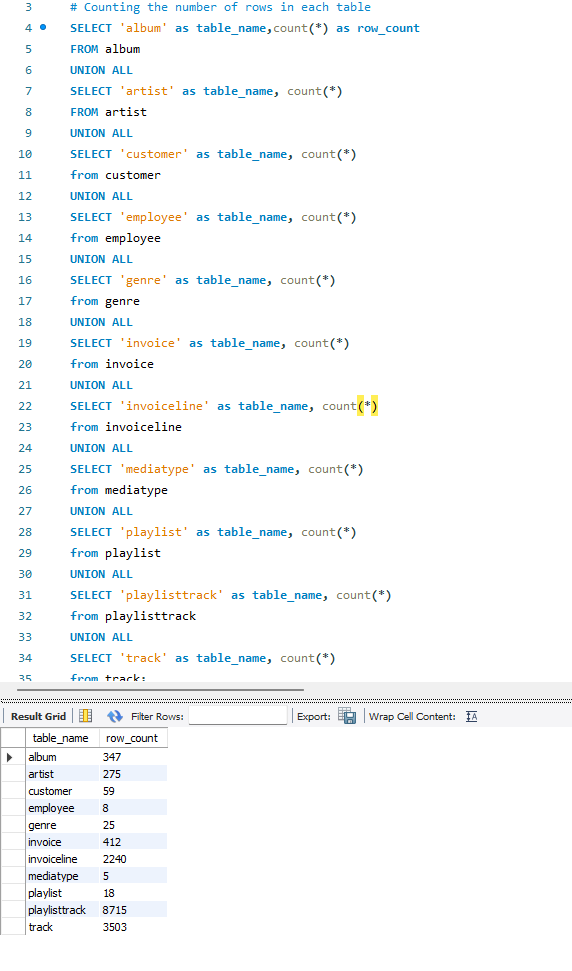 3 # Counting the number of rows in each table
4 SELECT 'album' as table_name,count(*) as row_count
5 FROM album
6 UNION ALL
7 SELECT 'artist' as table_name, count(*)
8 FROM artist
9 UNION ALL
10 SELECT 'customer' as table_name, count(*)
11 from customer
12 UNION ALL
13 SELECT 'employee' as table_name, count(*)
14 from employee
15 UNION ALL
16 SELECT 'genre' as table_name, count(*)
17 from genre
18 UNION ALL
19 SELECT 'invoice' as table_name, count(*)
20 from invoice
21 UNION ALL
22 SELECT 'invoiceline' as table_name, count(*)
23 from invoiceline
24 UNION ALL
25 SELECT 'mediatype' as table_name, count(*)
26 from mediatype
27 UNION ALL
28 SELECT 'playlist' as table_name, count(*)
29 from playlist
30 UNION ALL
31 SELECT 'playlisttrack' as table_name, count(*)
32 from playlisttrack
33 UNION ALL
34 SELECT 'track' as table_name, count(*)
35 from track;
Result Grid Filter Rows: Export: Wrap Cell Content: IA
table_name row_count
album 347
artist 275
customer 59
employee 8
genre 25
invoice 412
invoiceline 2240
mediatype 5
playlist 18
playlisttrack 8715
track 3503